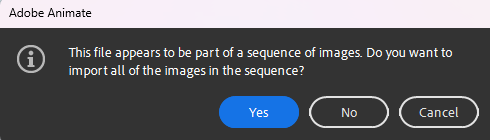 Adobe Animate
This file appears to be part of a sequence of images. Do you want to
import all of the images in the sequence?
Yes
No
Cancel